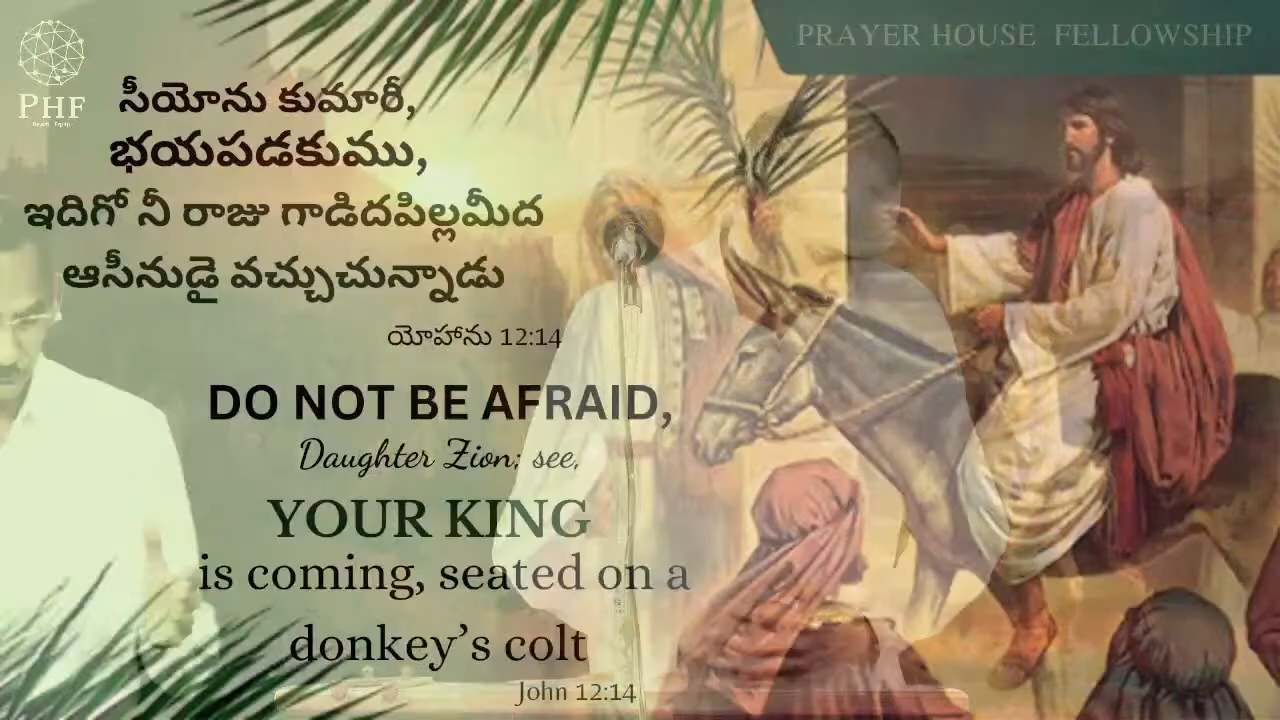 PRAYER HOUSE FELLOWSHIP
PHF
సీయోను కుమారీ,
భయపడకుము,
ఇదిగో నీ రాజు గాడిదపిల్లమీద
ఆసీనుడై వచ్చుచున్నాడు
యోహాను 12:14
DO NOT BE AFRAID,
Daughter Zion; see,
YOUR KING
is coming, seated on a
donkey’s colt
John 12:14